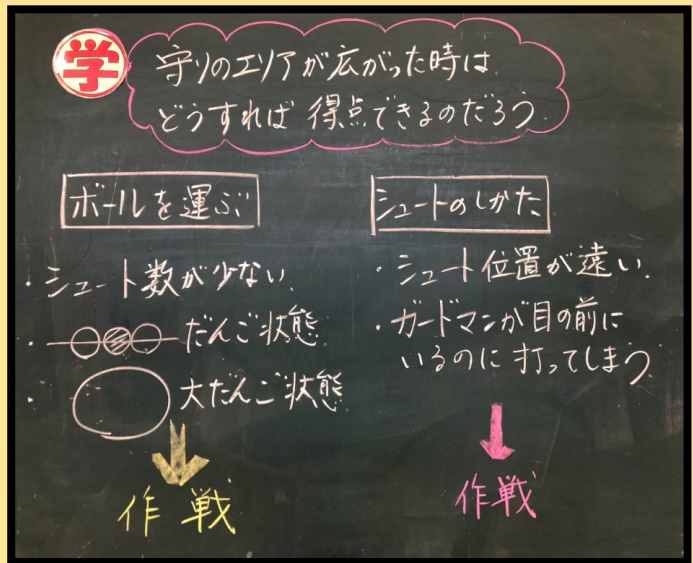 学
守りのエリアが広がった時は
どうすれば得点できるのだろう
ボールを運ぶ
・シュート数が少ない.
・だんご状態
・大だんご状態
作戦
シュートのしかた
・シュート位置が遠い.
・ガードマンが目の前に
いるのに打ってしまう
作戦